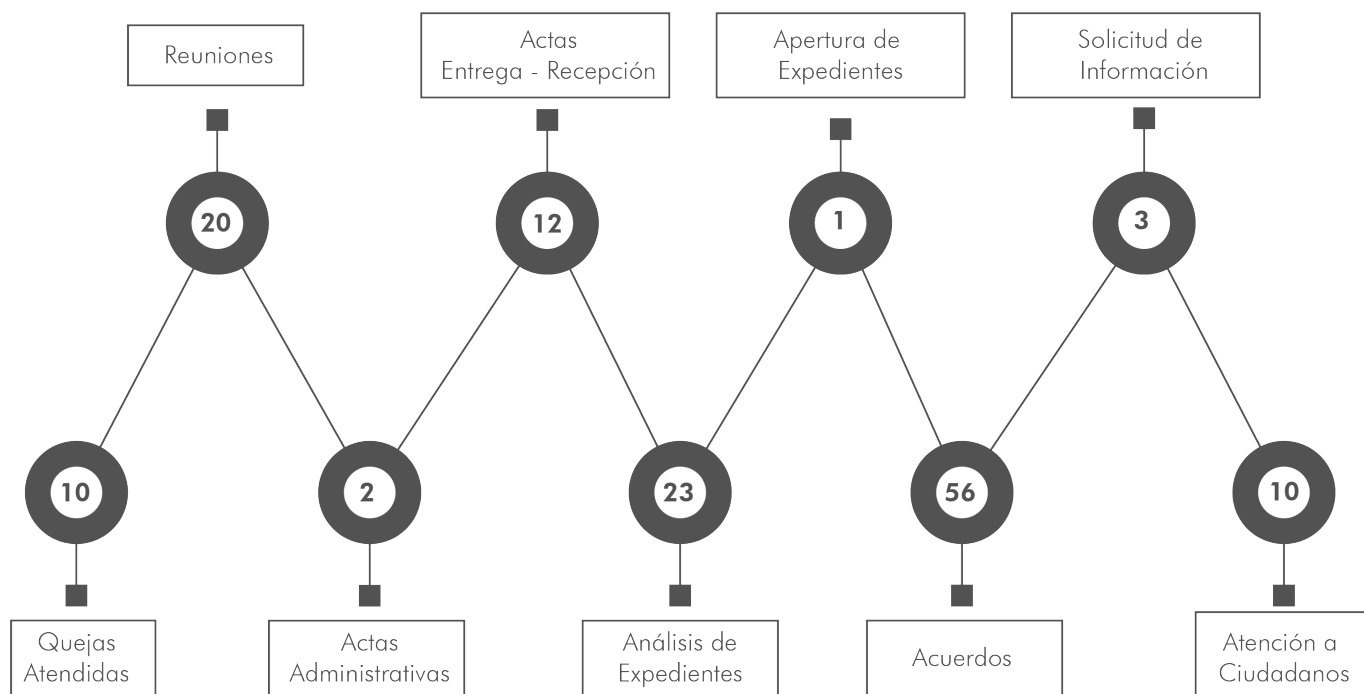 Reuniones
Actas
Entrega - Recepción
Apertura de
Expedientes
Solicitud de
Información
20
12
1
3
10
2
23
56
10
Quejas
Atendidas
Actas
Administrativas
Análisis de
Expedientes
Acuerdos
Atención a
Ciudadanos